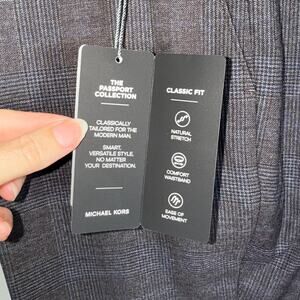 THE
PASSPORT
COLLECTION
CLASSICALLY
TAILORED FOR THE
MODERN MAN.
SMART,
VERSATILE STYLE,
NO MATTER
YOUR DESTINATION.
MICHAEL KORS
CLASSIC FIT
NATURAL
STRETCH
COMFORT
WAISTBAND
EASE OF
MOVEMENT